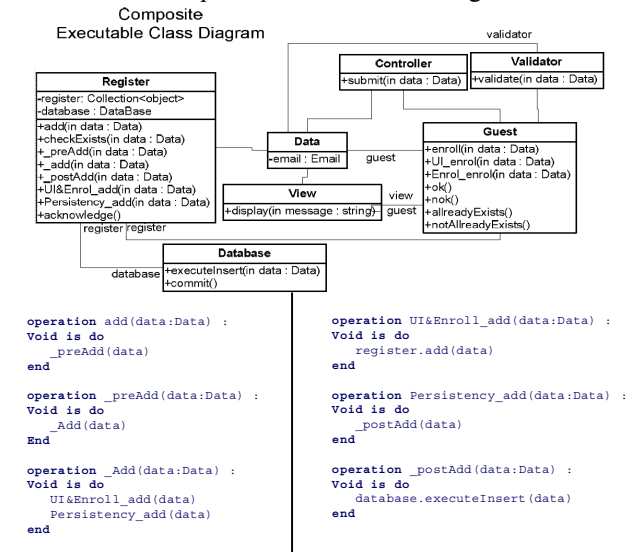 Composite
Executable Class Diagram
validator
Controller
+submit(in data : Data)
Validator
+validate(in data : Data)
Register
-register: Collection<object>
-database : DataBase
+add(in data : Data)
+checkExists(in data : Data)
+_preAdd(in data : Data)
+_add(in data : Data)
+_postAdd(in data : Data)
+UI&Enrol_add(in data : Data)
+Persistency_add(in data : Data)
+acknowledge()
Data
-email : Email
guest
Guest
+enroll(in data : Data)
+UI_enrol(in data : Data)
+Enrol_enrol(in data : Data)
+ok()
+nok()
+allreadyExists()
+notAllreadyExists()
View
+display(in message : string)
view
guest
register register
Database
+executeInsert(in data : Data)
+commit()
database
operation add(data:Data) :
Void is do
_preAdd(data)
end
operation _preAdd(data:Data) :
Void is do
_Add(data)
End
operation _Add(data:Data) :
Void is do
UI&Enroll_add(data)
Persistency_add(data)
end
operation UI&Enroll_add(data:Data) :
Void is do
register.add(data)
end
operation Persistency_add(data:Data) :
Void is do
_postAdd(data)
end
operation _postAdd(data:Data) :
Void is do
database.executeInsert(data)
end